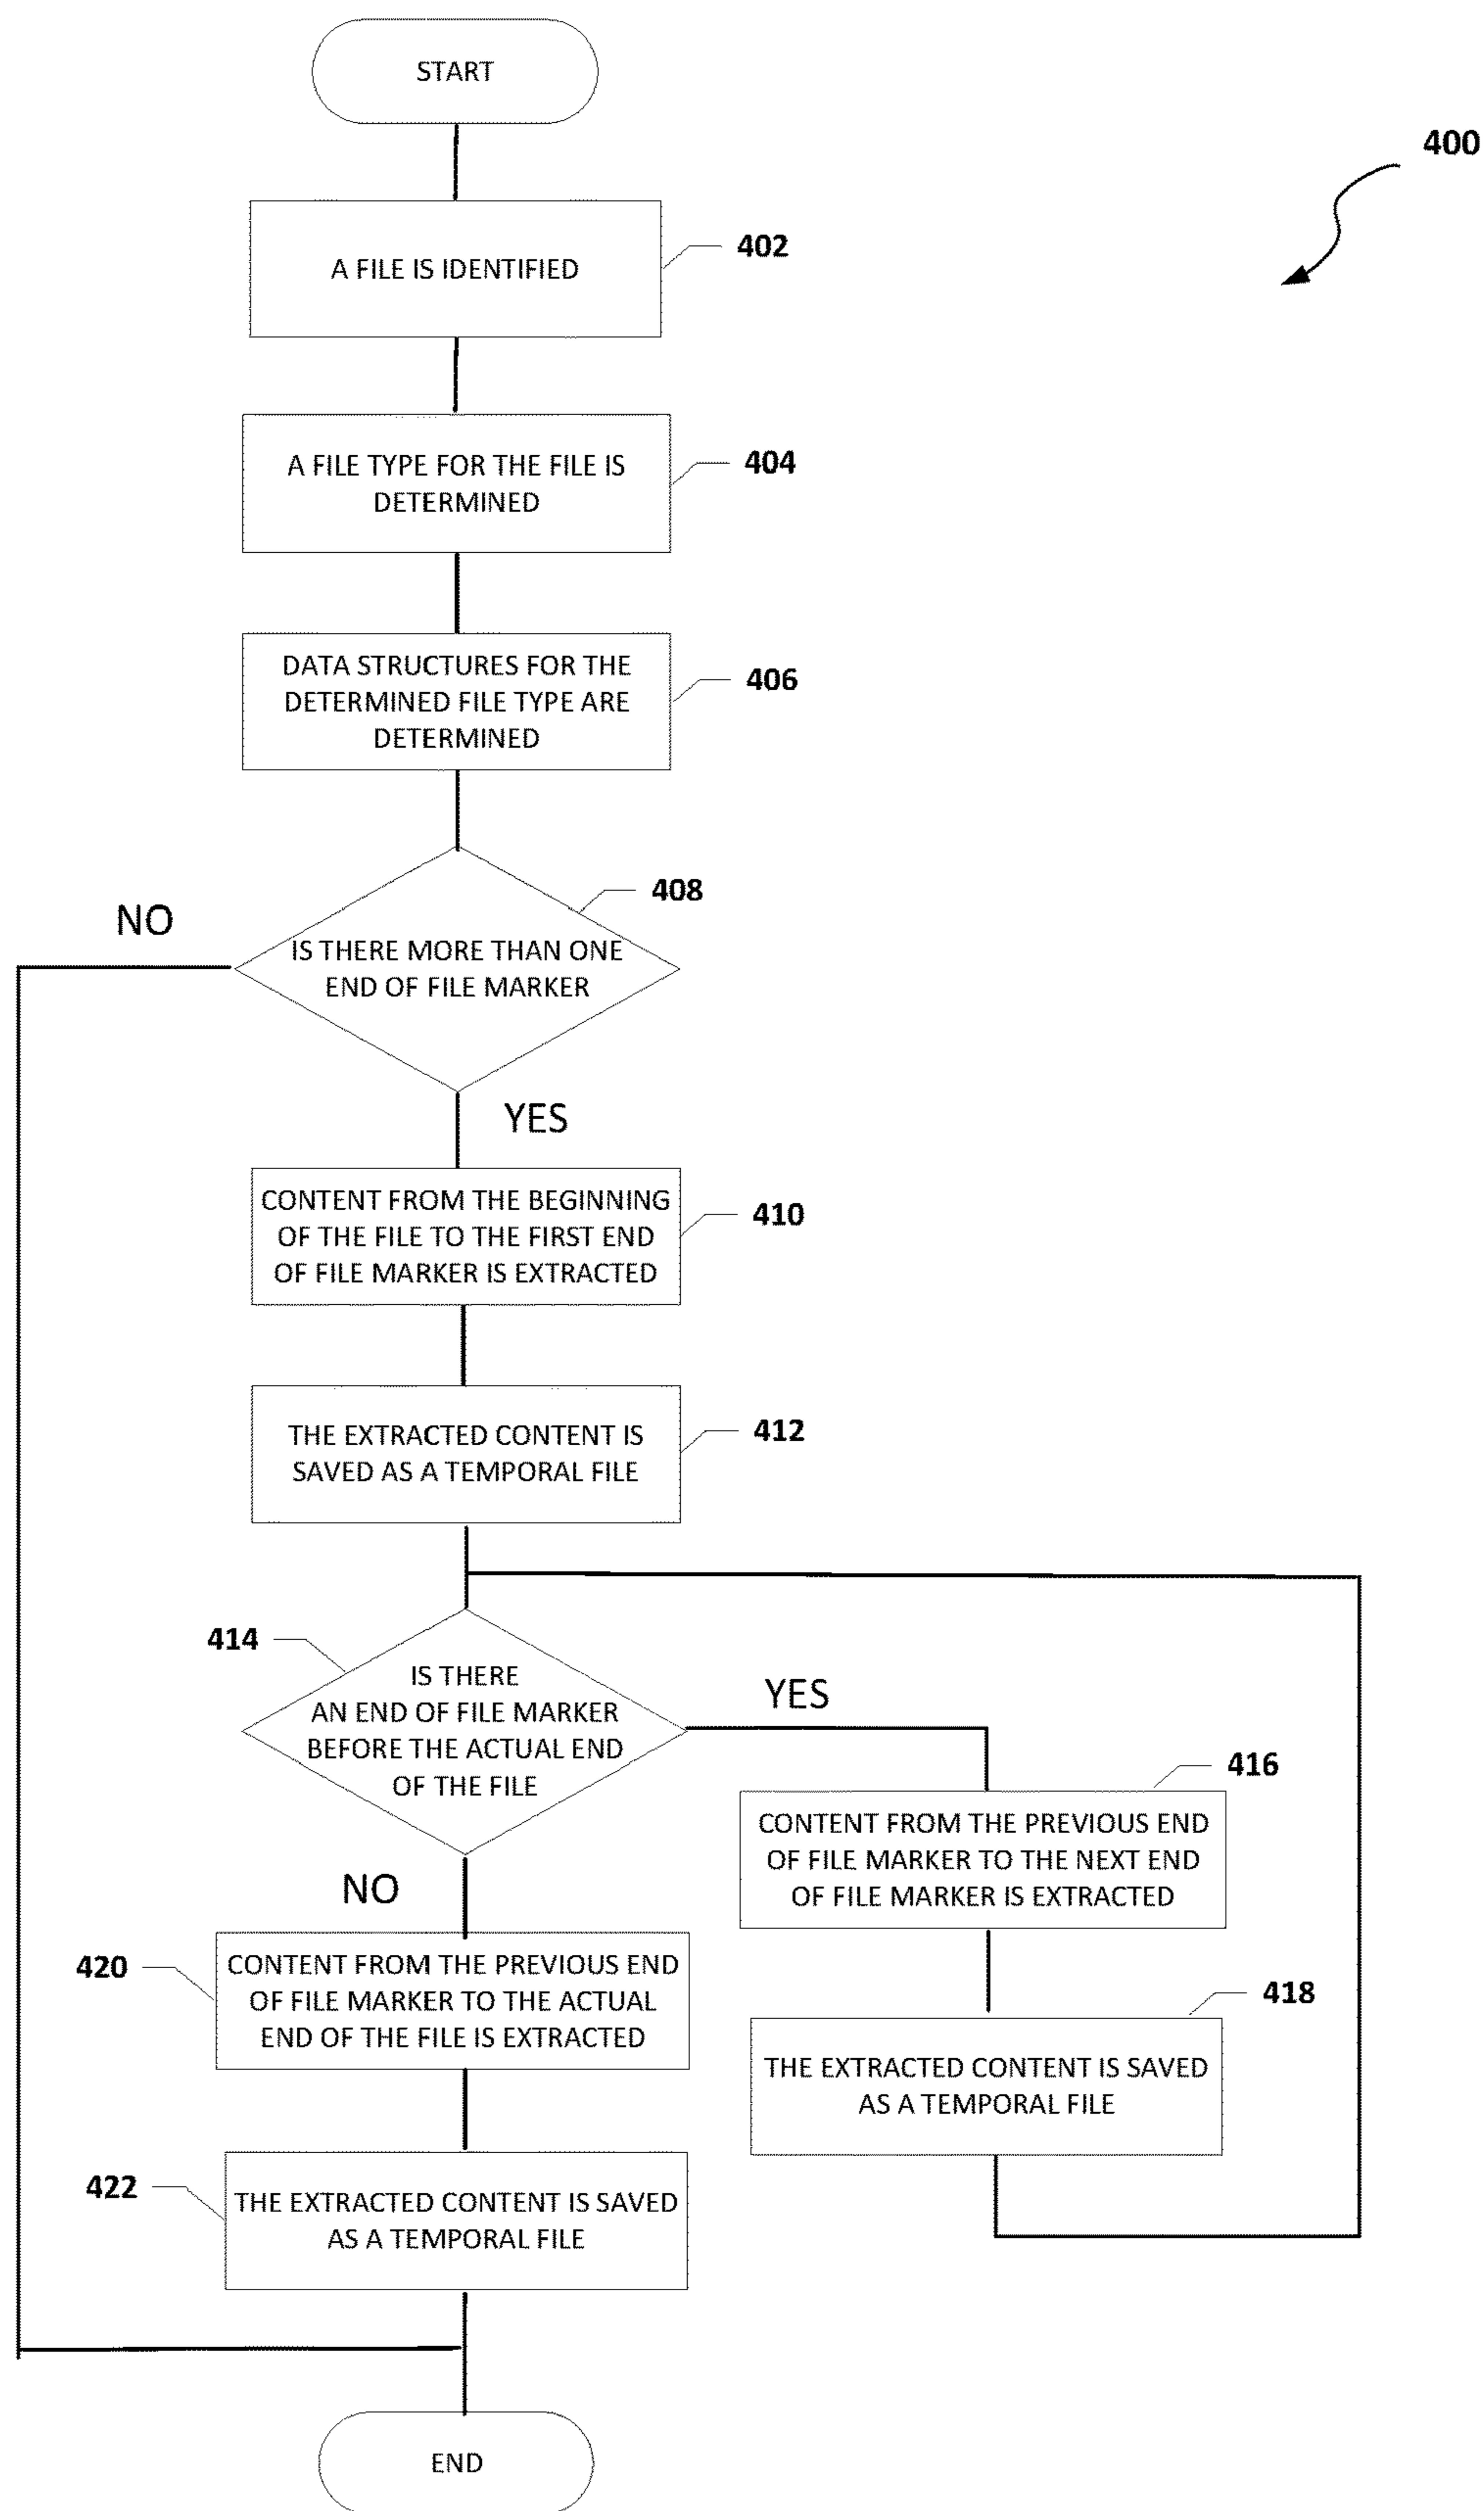 START
400
A FILE IS IDENTIFIED
402
A FILE TYPE FOR THE FILE IS
DETERMINED
404
DATA STRUCTURES FOR THE
DETERMINED FILE TYPE ARE
DETERMINED
406
408
NO
IS THERE MORE THAN ONE
END OF FILE MARKER
YES
CONTENT FROM THE BEGINNING
OF THE FILE TO THE FIRST END
OF FILE MARKER IS EXTRACTED
410
THE EXTRACTED CONTENT IS
SAVED AS A TEMPORAL FILE
412
414
IS THERE
AN END OF FILE MARKER
BEFORE THE ACTUAL END
OF THE FILE
YES
416
CONTENT FROM THE PREVIOUS END
OF FILE MARKER TO THE NEXT END
OF FILE MARKER IS EXTRACTED
NO
420
CONTENT FROM THE PREVIOUS END
OF FILE MARKER TO THE ACTUAL
END OF THE FILE IS EXTRACTED
418
THE EXTRACTED CONTENT IS SAVED
AS A TEMPORAL FILE
422
THE EXTRACTED CONTENT IS SAVED
AS A TEMPORAL FILE
END